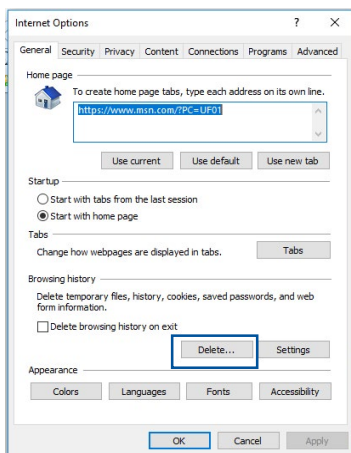 Internet Options ? X
General Security Privacy Content Connections Programs Advanced
Home page
To create home page tabs, type each address on its own line.
https://www.msn.com/?PC=UF01
Use current Use default Use new tab
Startup
Start with tabs from the last session
Start with home page
Tabs
Change how webpages are displayed in tabs. Tabs
Browsing history
Delete temporary files, history, cookies, saved passwords, and web
form information.
Delete browsing history on exit
Delete... Settings
Appearance
Colors Languages Fonts Accessibility
OK Cancel Apply